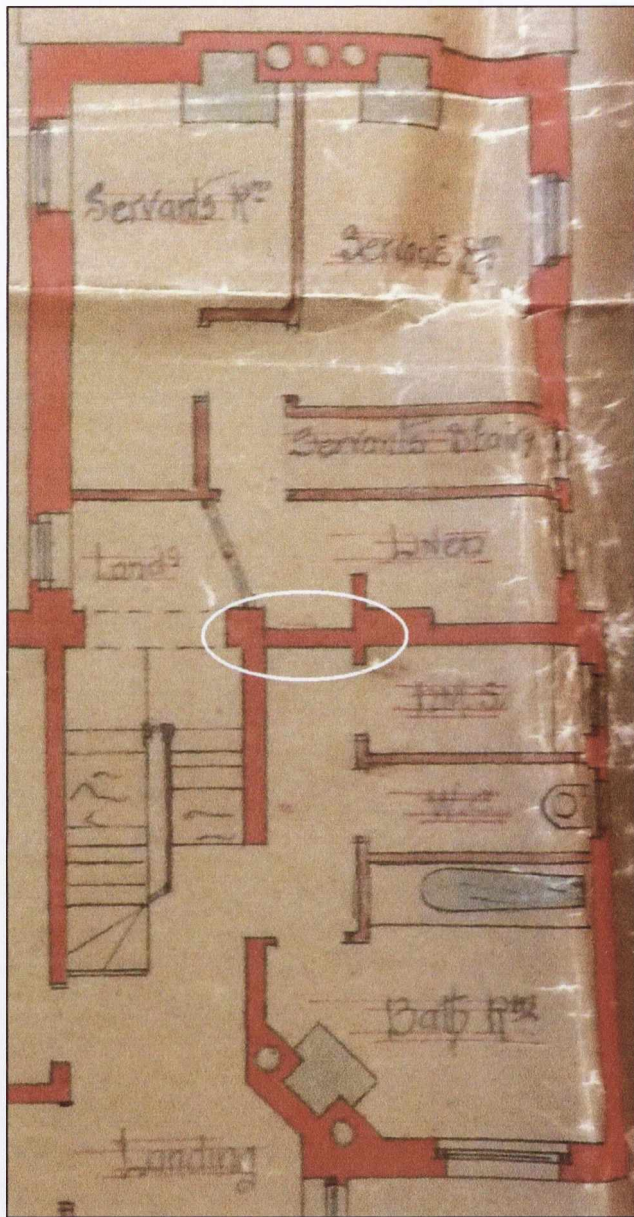 Servants Rm
Servants Rm
Servants Stairs
Linen
Landg
H.M.S
Bath Rm
Landing